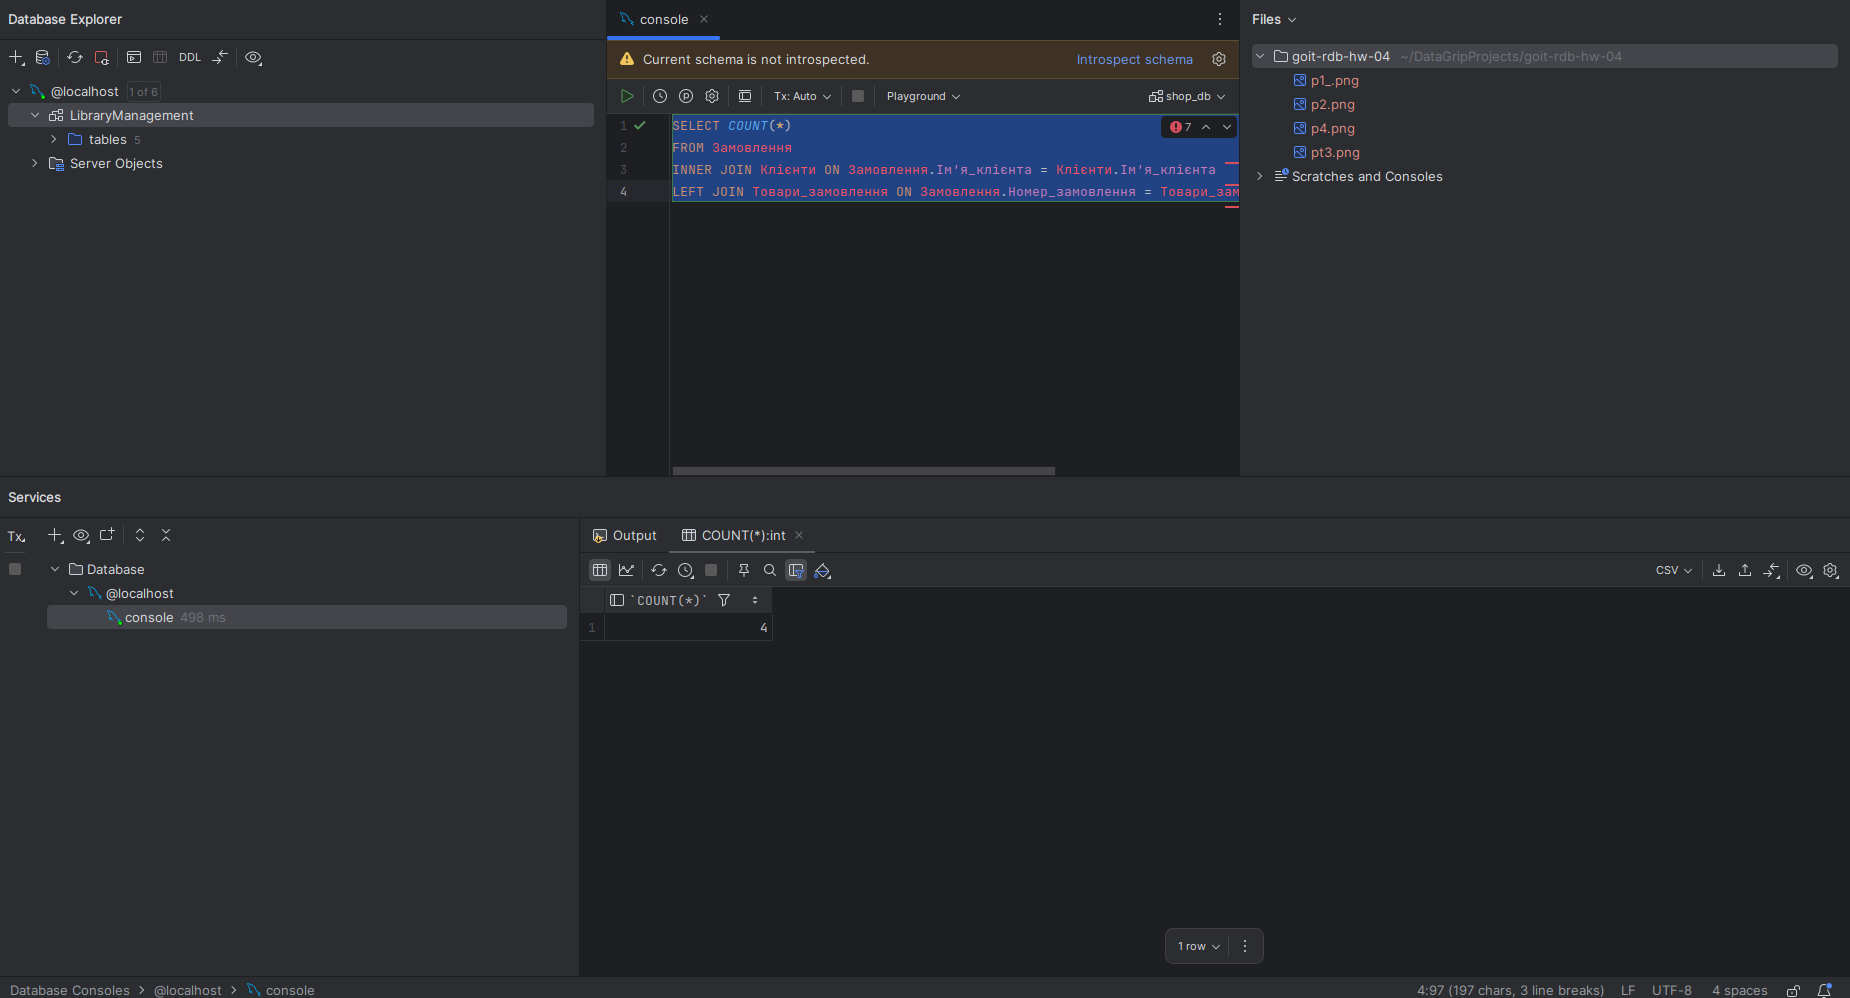 Database Explorer
console
Files
Current schema is not introspected.
Introspect schema
goit-rdb-hw-04 ~/DataGripProjects/goit-rdb-hw-04
DDL
p1_.png
@localhost 1 of 6
Tx: Auto
Playground
shop_db
p2.png
LibraryManagement
1 SELECT COUNT(*)
7
p4.png
tables 5
2 FROM Замовлення
pt3.png
Server Objects
3 INNER JOIN Клієнти ON Замовлення.Ім'я_клієнта = Клієнти.Ім'я_клієнта
Scratches and Consoles
4 LEFT JOIN Товари_замовлення ON Замовлення.Номер_замовлення = Товари_зам
Services
Tx
Output
COUNT(*):int
Database
CSV
@localhost
`COUNT(*)`
console 498 ms
1 4
1 row
Database Consoles > @localhost > console
4:97 (197 chars, 3 line breaks) LF UTF-8 4 spaces